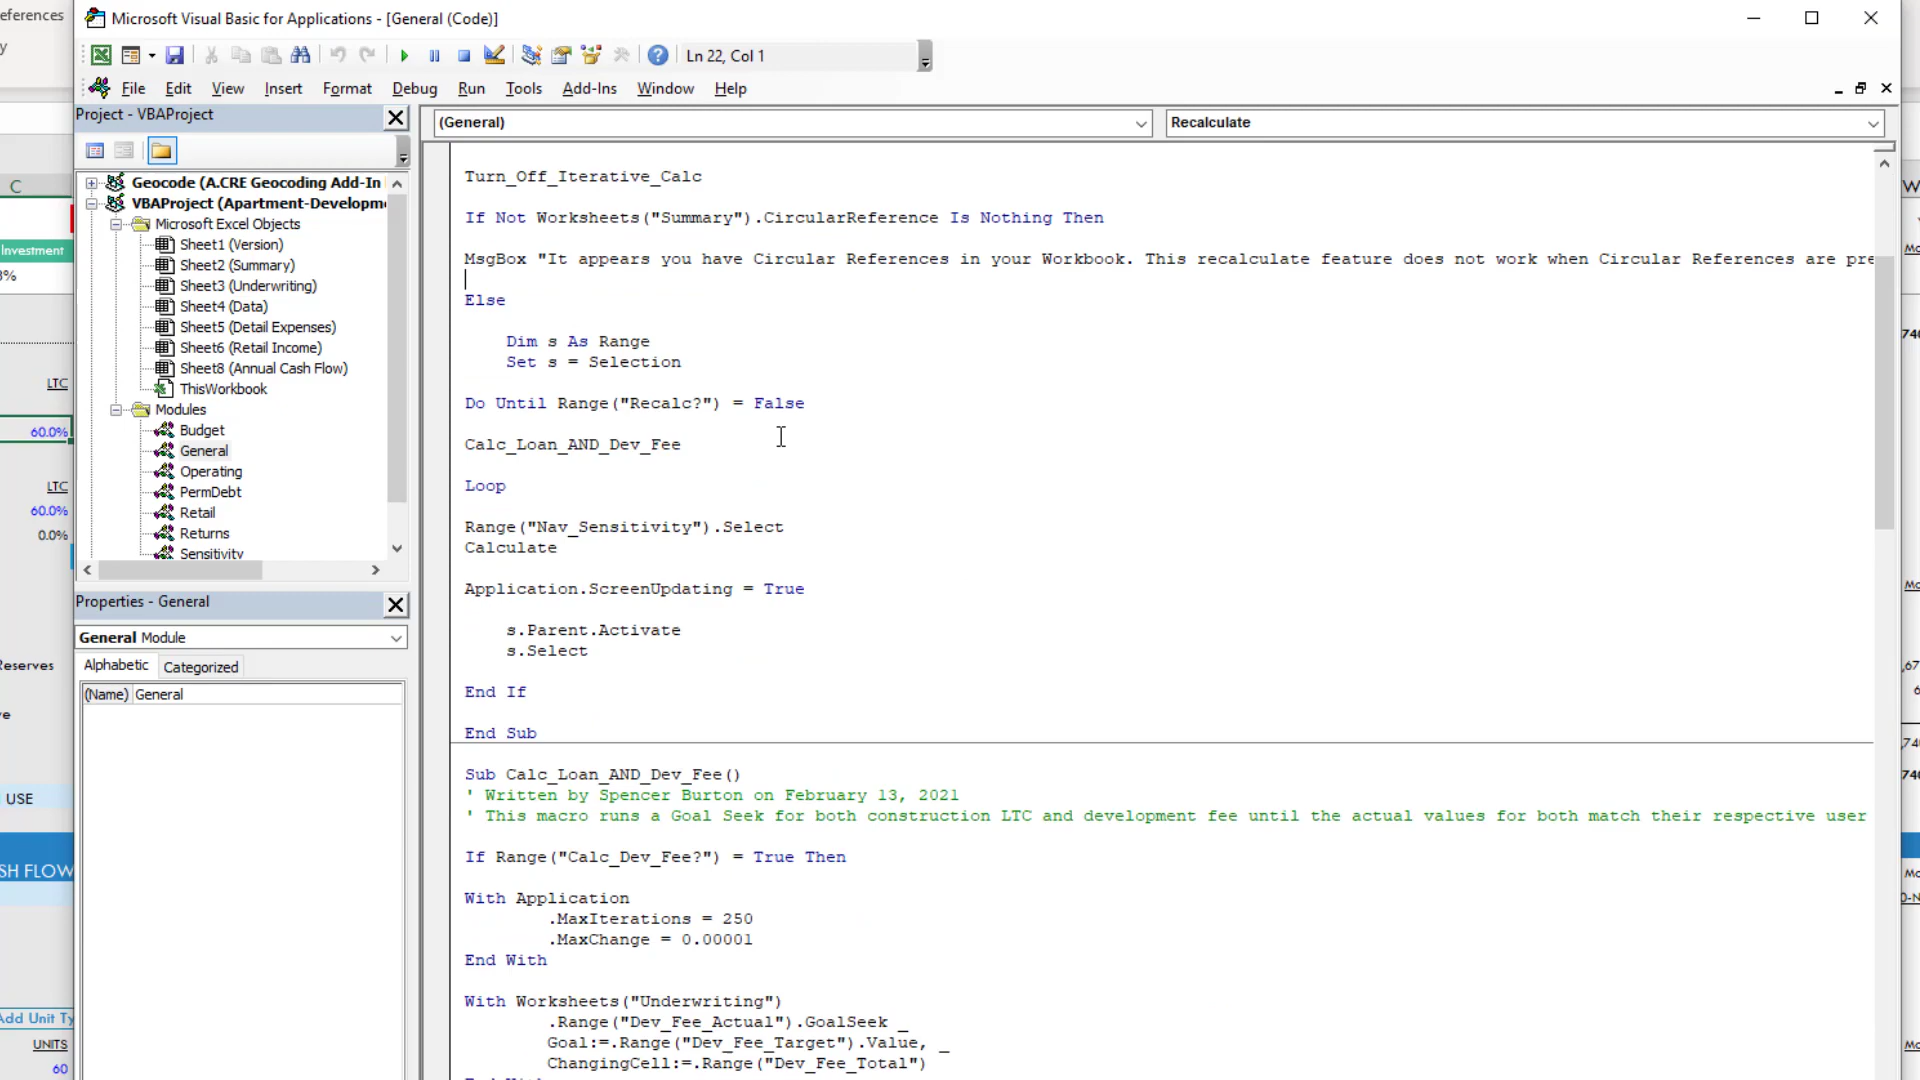 eferences
Microsoft Visual Basic for Applications - [General (Code)]
Ln 22, Col 1
File Edit View Insert Format Debug Run Tools Add-Ins Window Help
Project - VBAProject
(General)
Recalculate
Geocode (A.CRE Geocoding Add-In
VBAProject (Apartment-Developm
Microsoft Excel Objects
Sheet1 (Version)
Sheet2 (Summary)
Sheet3 (Underwriting)
Sheet4 (Data)
Sheet5 (Detail Expenses)
Sheet6 (Retail Income)
Sheet8 (Annual Cash Flow)
ThisWorkbook
Modules
Budget
General
Operating
PermDebt
Retail
Returns
Sensitivity
Properties - General
General Module
Alphabetic
Categorized
(Name) General
Turn_Off_Iterative_Calc
If Not Worksheets("Summary").CircularReference Is Nothing Then
MsgBox "It appears you have Circular References in your Workbook. This recalculate feature does not work when Circular References are pre
Else
Dim s As Range
Set s = Selection
Do Until Range("Recalc?") = False
Calc_Loan_AND_Dev_Fee
Loop
Range("Nav_Sensitivity").Select
Calculate
Application.ScreenUpdating = True
s.Parent.Activate
s.Select
End If
End Sub
Sub Calc_Loan_AND_Dev_Fee()
' Written by Spencer Burton on February 13, 2021
' This macro runs a Goal Seek for both construction LTC and development fee until the actual values for both match their respective user
If Range("Calc_Dev_Fee?") = True Then
With Application
.MaxIterations = 250
.MaxChange = 0.00001
End With
With Worksheets("Underwriting")
.Range("Dev_Fee_Actual").GoalSeek _
Goal:=.Range("Dev_Fee_Target").Value, _
ChangingCell:=.Range("Dev_Fee_Total")
C
Investment
LTC
60.0%
LTC
60.0%
0.0%
Reserves
USE
SH FLOW
Add Unit Ty
UNITS
60